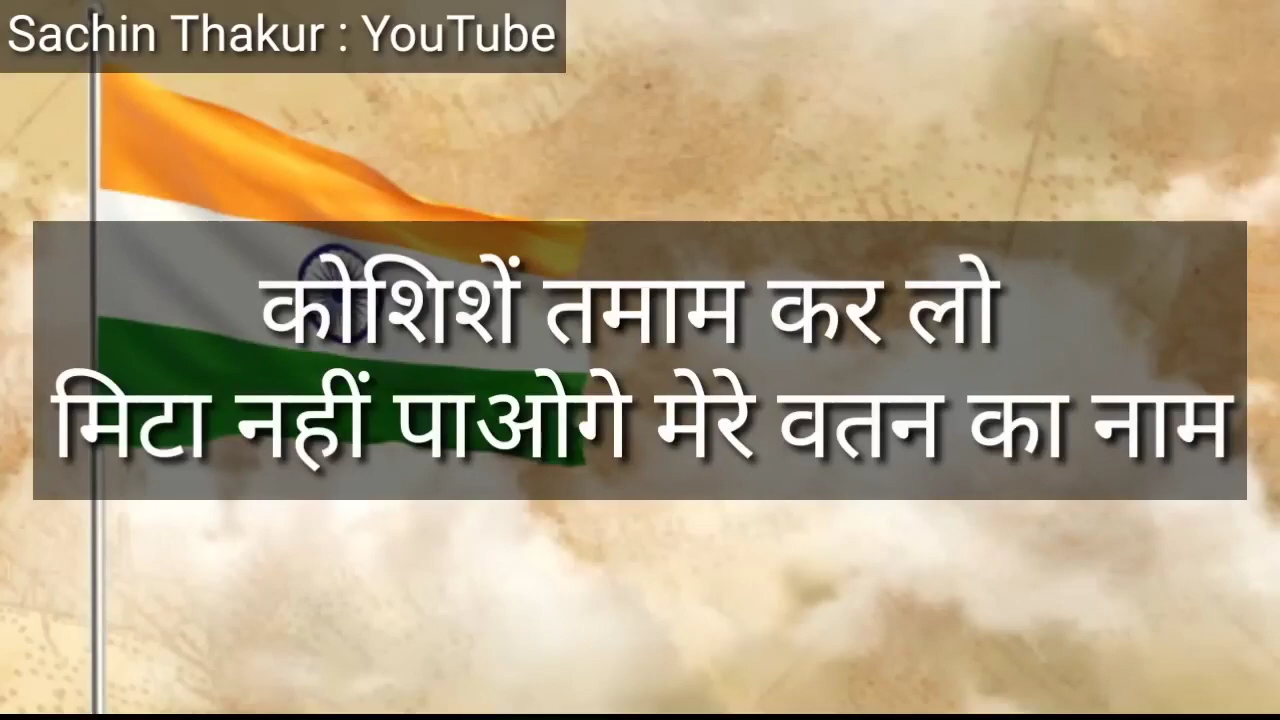 Sachin Thakur : YouTube
कोशिशें तमाम कर लो
मिटा नहीं पाओगे मेरे वतन का नाम